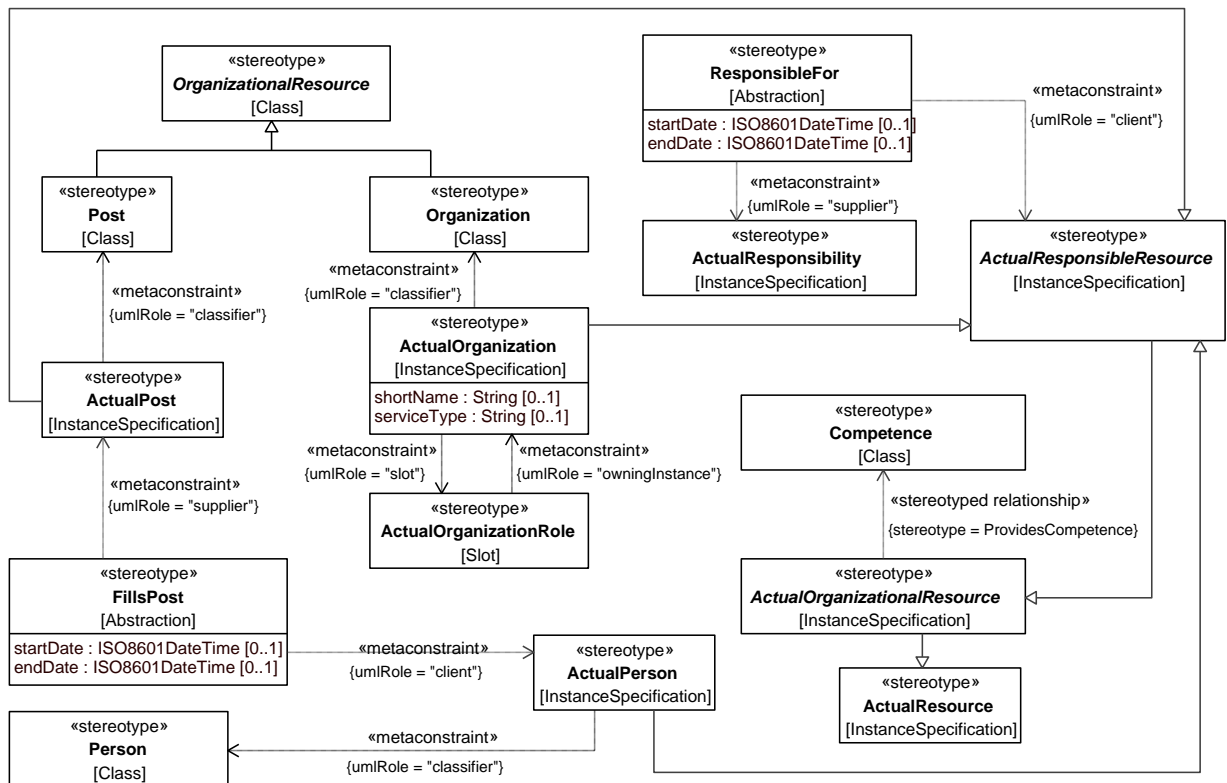 «stereotype»
OrganizationalResource
[Class]
«stereotype»
ResponsibleFor
[Abstraction]
startDate : ISO8601DateTime [0..1]
endDate : ISO8601DateTime [0..1]
«metaconstraint»
{umlRole = "client"}
«stereotype»
Post
[Class]
«stereotype»
Organization
[Class]
«metaconstraint»
{umlRole = "supplier"}
«stereotype»
ActualResponsibility
[InstanceSpecification]
«stereotype»
ActualResponsibleResource
[InstanceSpecification]
«metaconstraint»
{umlRole = "classifier"}
«metaconstraint»
{umlRole = "classifier"}
«stereotype»
ActualOrganization
[InstanceSpecification]
shortName : String [0..1]
serviceType : String [0..1]
«stereotype»
ActualPost
[InstanceSpecification]
«stereotype»
Competence
[Class]
«metaconstraint»
{umlRole = "slot"}
«metaconstraint»
{umlRole = "owningInstance"}
«metaconstraint»
{umlRole = "supplier"}
«stereotype»
ActualOrganizationRole
[Slot]
«stereotyped relationship»
{stereotype = ProvidesCompetence}
«stereotype»
FillsPost
[Abstraction]
startDate : ISO8601DateTime [0..1]
endDate : ISO8601DateTime [0..1]
«stereotype»
ActualOrganizationalResource
[InstanceSpecification]
«metaconstraint»
{umlRole = "client"}
«stereotype»
ActualPerson
[InstanceSpecification]
«stereotype»
ActualResource
[InstanceSpecification]
«stereotype»
Person
[Class]
«metaconstraint»
{umlRole = "classifier"}